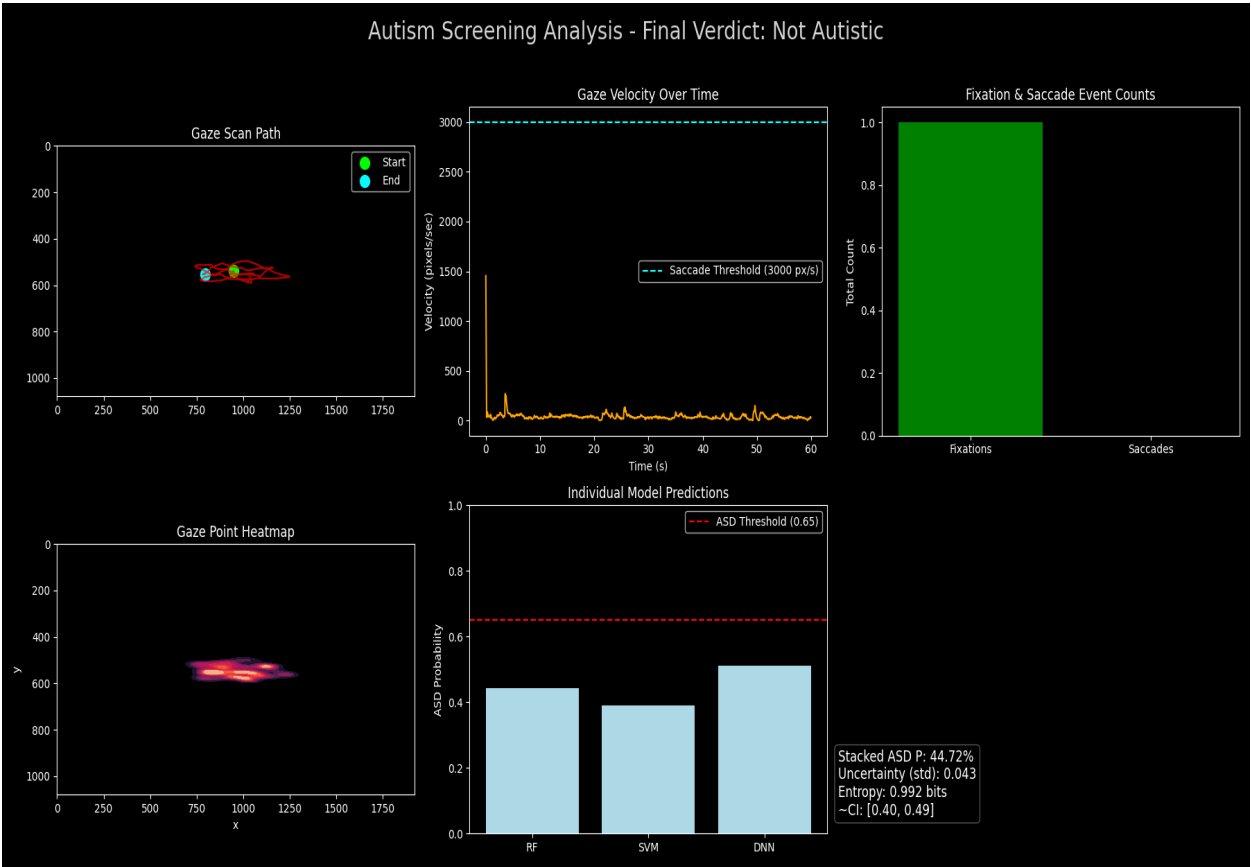 Autism Screening Analysis - Final Verdict: Not Autistic
Gaze Scan Path
0
200
400
600
800
1000
0 250 500 750 1000 1250 1500 1750
Start
End
Gaze Velocity Over Time
Velocity (pixels/sec)
3000
2500
2000
1500
1000
500
0
Saccade Threshold (3000 px/s)
0 10 20 30 40 50 60
Time (s)
Fixation & Saccade Event Counts
Total Count
1.0
0.8
0.6
0.4
0.2
0.0
Fixations Saccades
Gaze Point Heatmap
y
0
200
400
600
800
1000
0 250 500 750 1000 1250 1500 1750
x
Individual Model Predictions
ASD Probability
1.0
0.8
0.6
0.4
0.2
0.0
ASD Threshold (0.65)
RF SVM DNN
Stacked ASD P: 44.72%
Uncertainty (std): 0.043
Entropy: 0.992 bits
~CI: [0.40, 0.49]